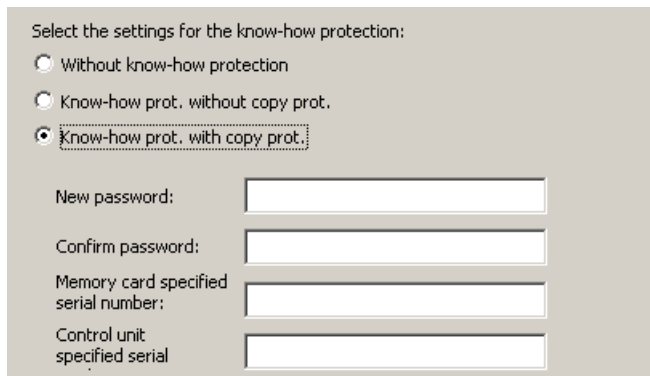 Select the settings for the know-how protection:
Without know-how protection
Know-how prot. without copy prot.
Know-how prot. with copy prot.
New password:
Confirm password:
Memory card specified
serial number:
Control unit
specified serial